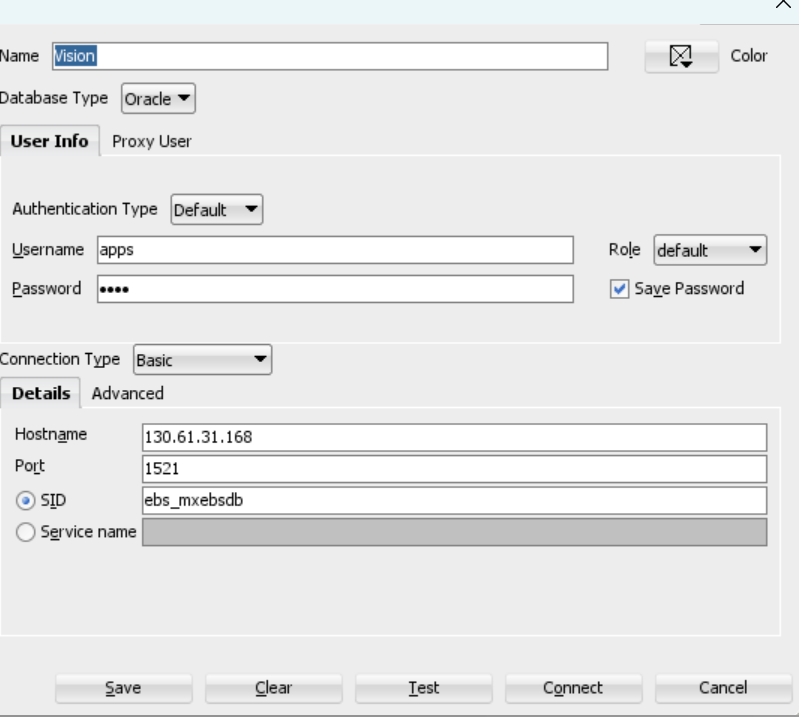 Name Vision Color
Database Type Oracle
User Info Proxy User
Authentication Type Default
Username apps Role default
Password •••• Save Password
Connection Type Basic
Details Advanced
Hostname 130.61.31.168
Port 1521
SID ebs_mxebsdb
Service name
Save Clear Test Connect Cancel